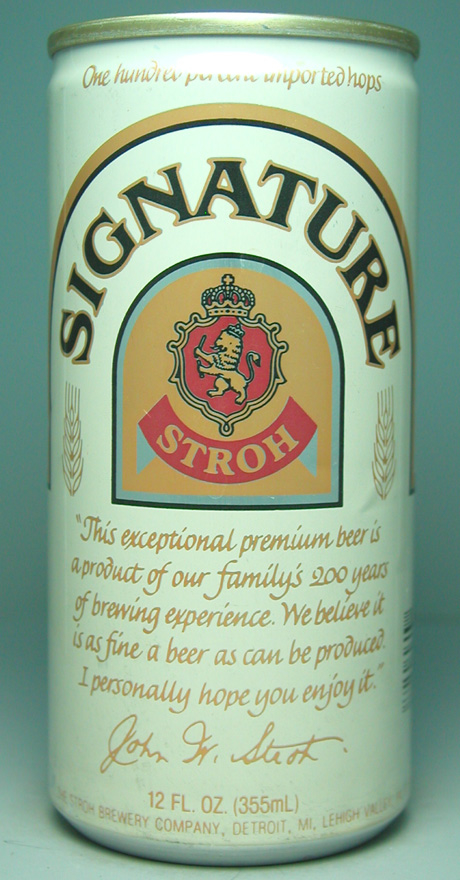 One hundred percent imported hops
SIGNATURE
STROH
"This exceptional premium beer is
a product of our family's 200 years
of brewing experience. We believe it
is as fine a beer as can be produced.
I personally hope you enjoy it."
John W. Stroh
12 FL. OZ. (355mL)
THE STROH BREWERY COMPANY, DETROIT, MI, LEHIGH VALLEY,